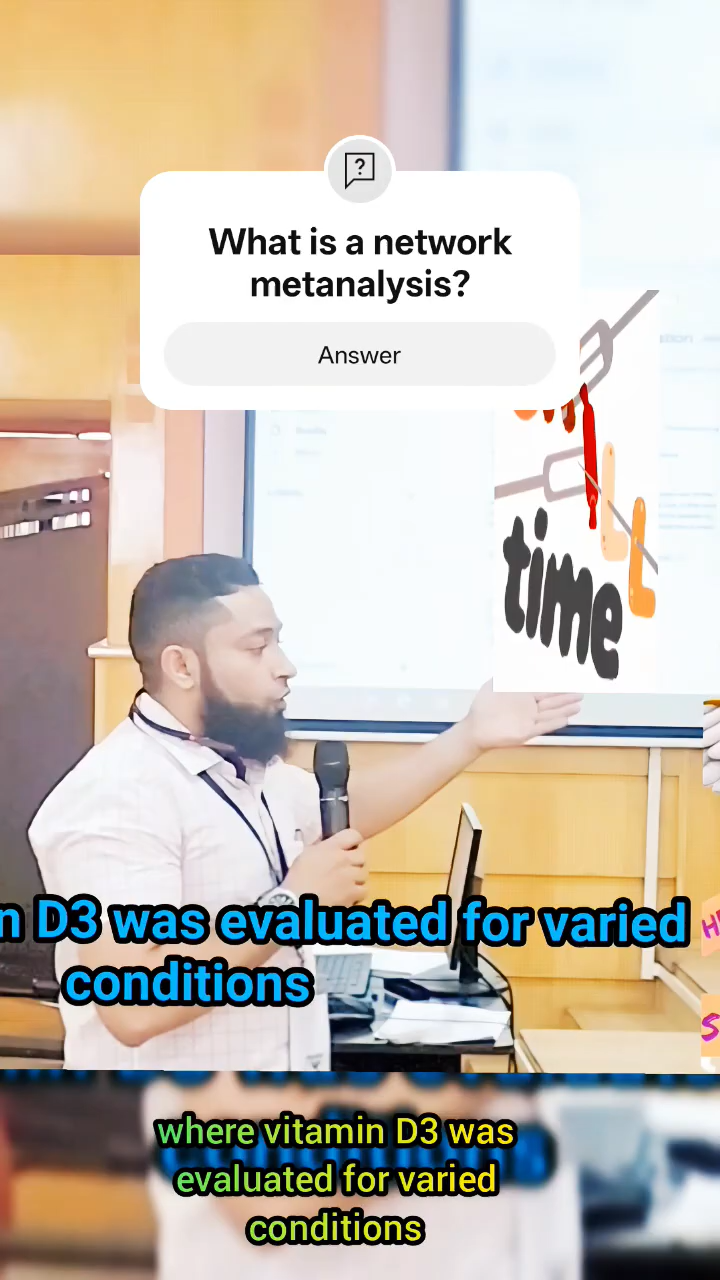 What is a network
metanalysis?
Answer
time
D3 was evaluated for varied
conditions
where vitamin D3 was
evaluated for varied
conditions